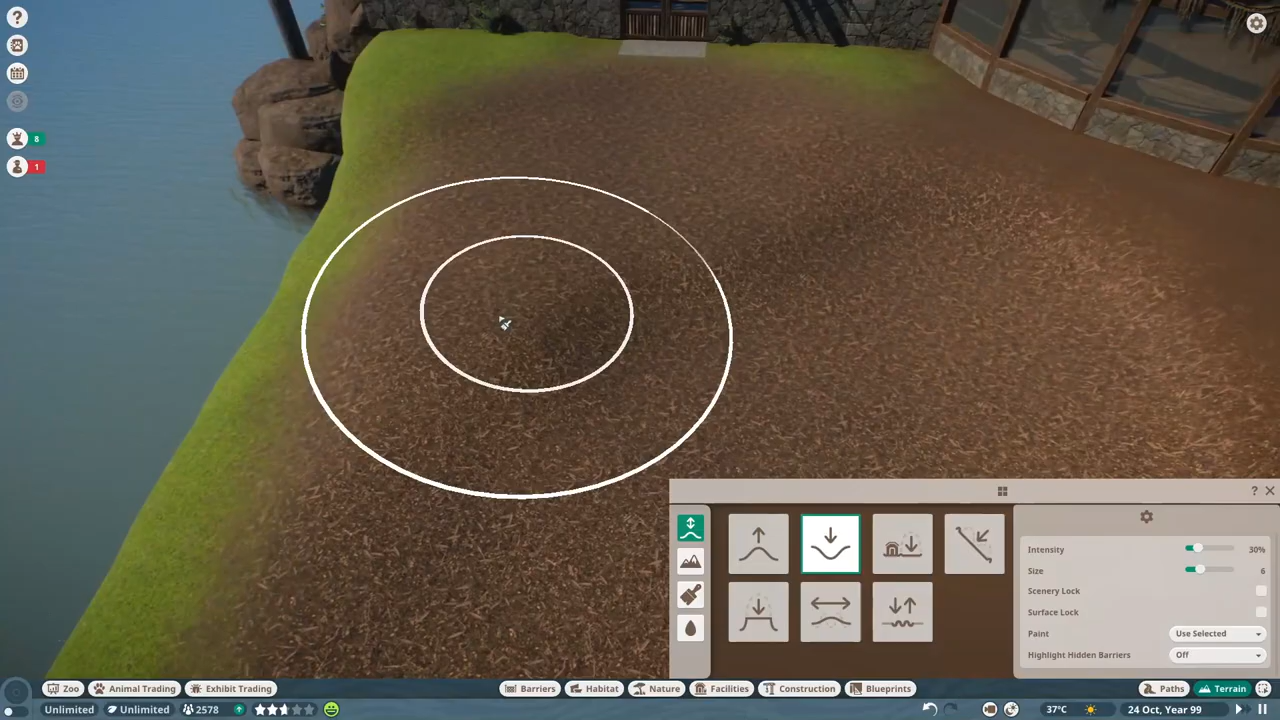 ?
8
1
?
Intensity 30%
Size 6
Scenery Lock
Surface Lock
Paint Use Selected
Highlight Hidden Barriers Off
Zoo Animal Trading Exhibit Trading Barriers Habitat Nature Facilities Construction Blueprints Paths Terrain
Unlimited Unlimited 2578 37°C 24 Oct, Year 99